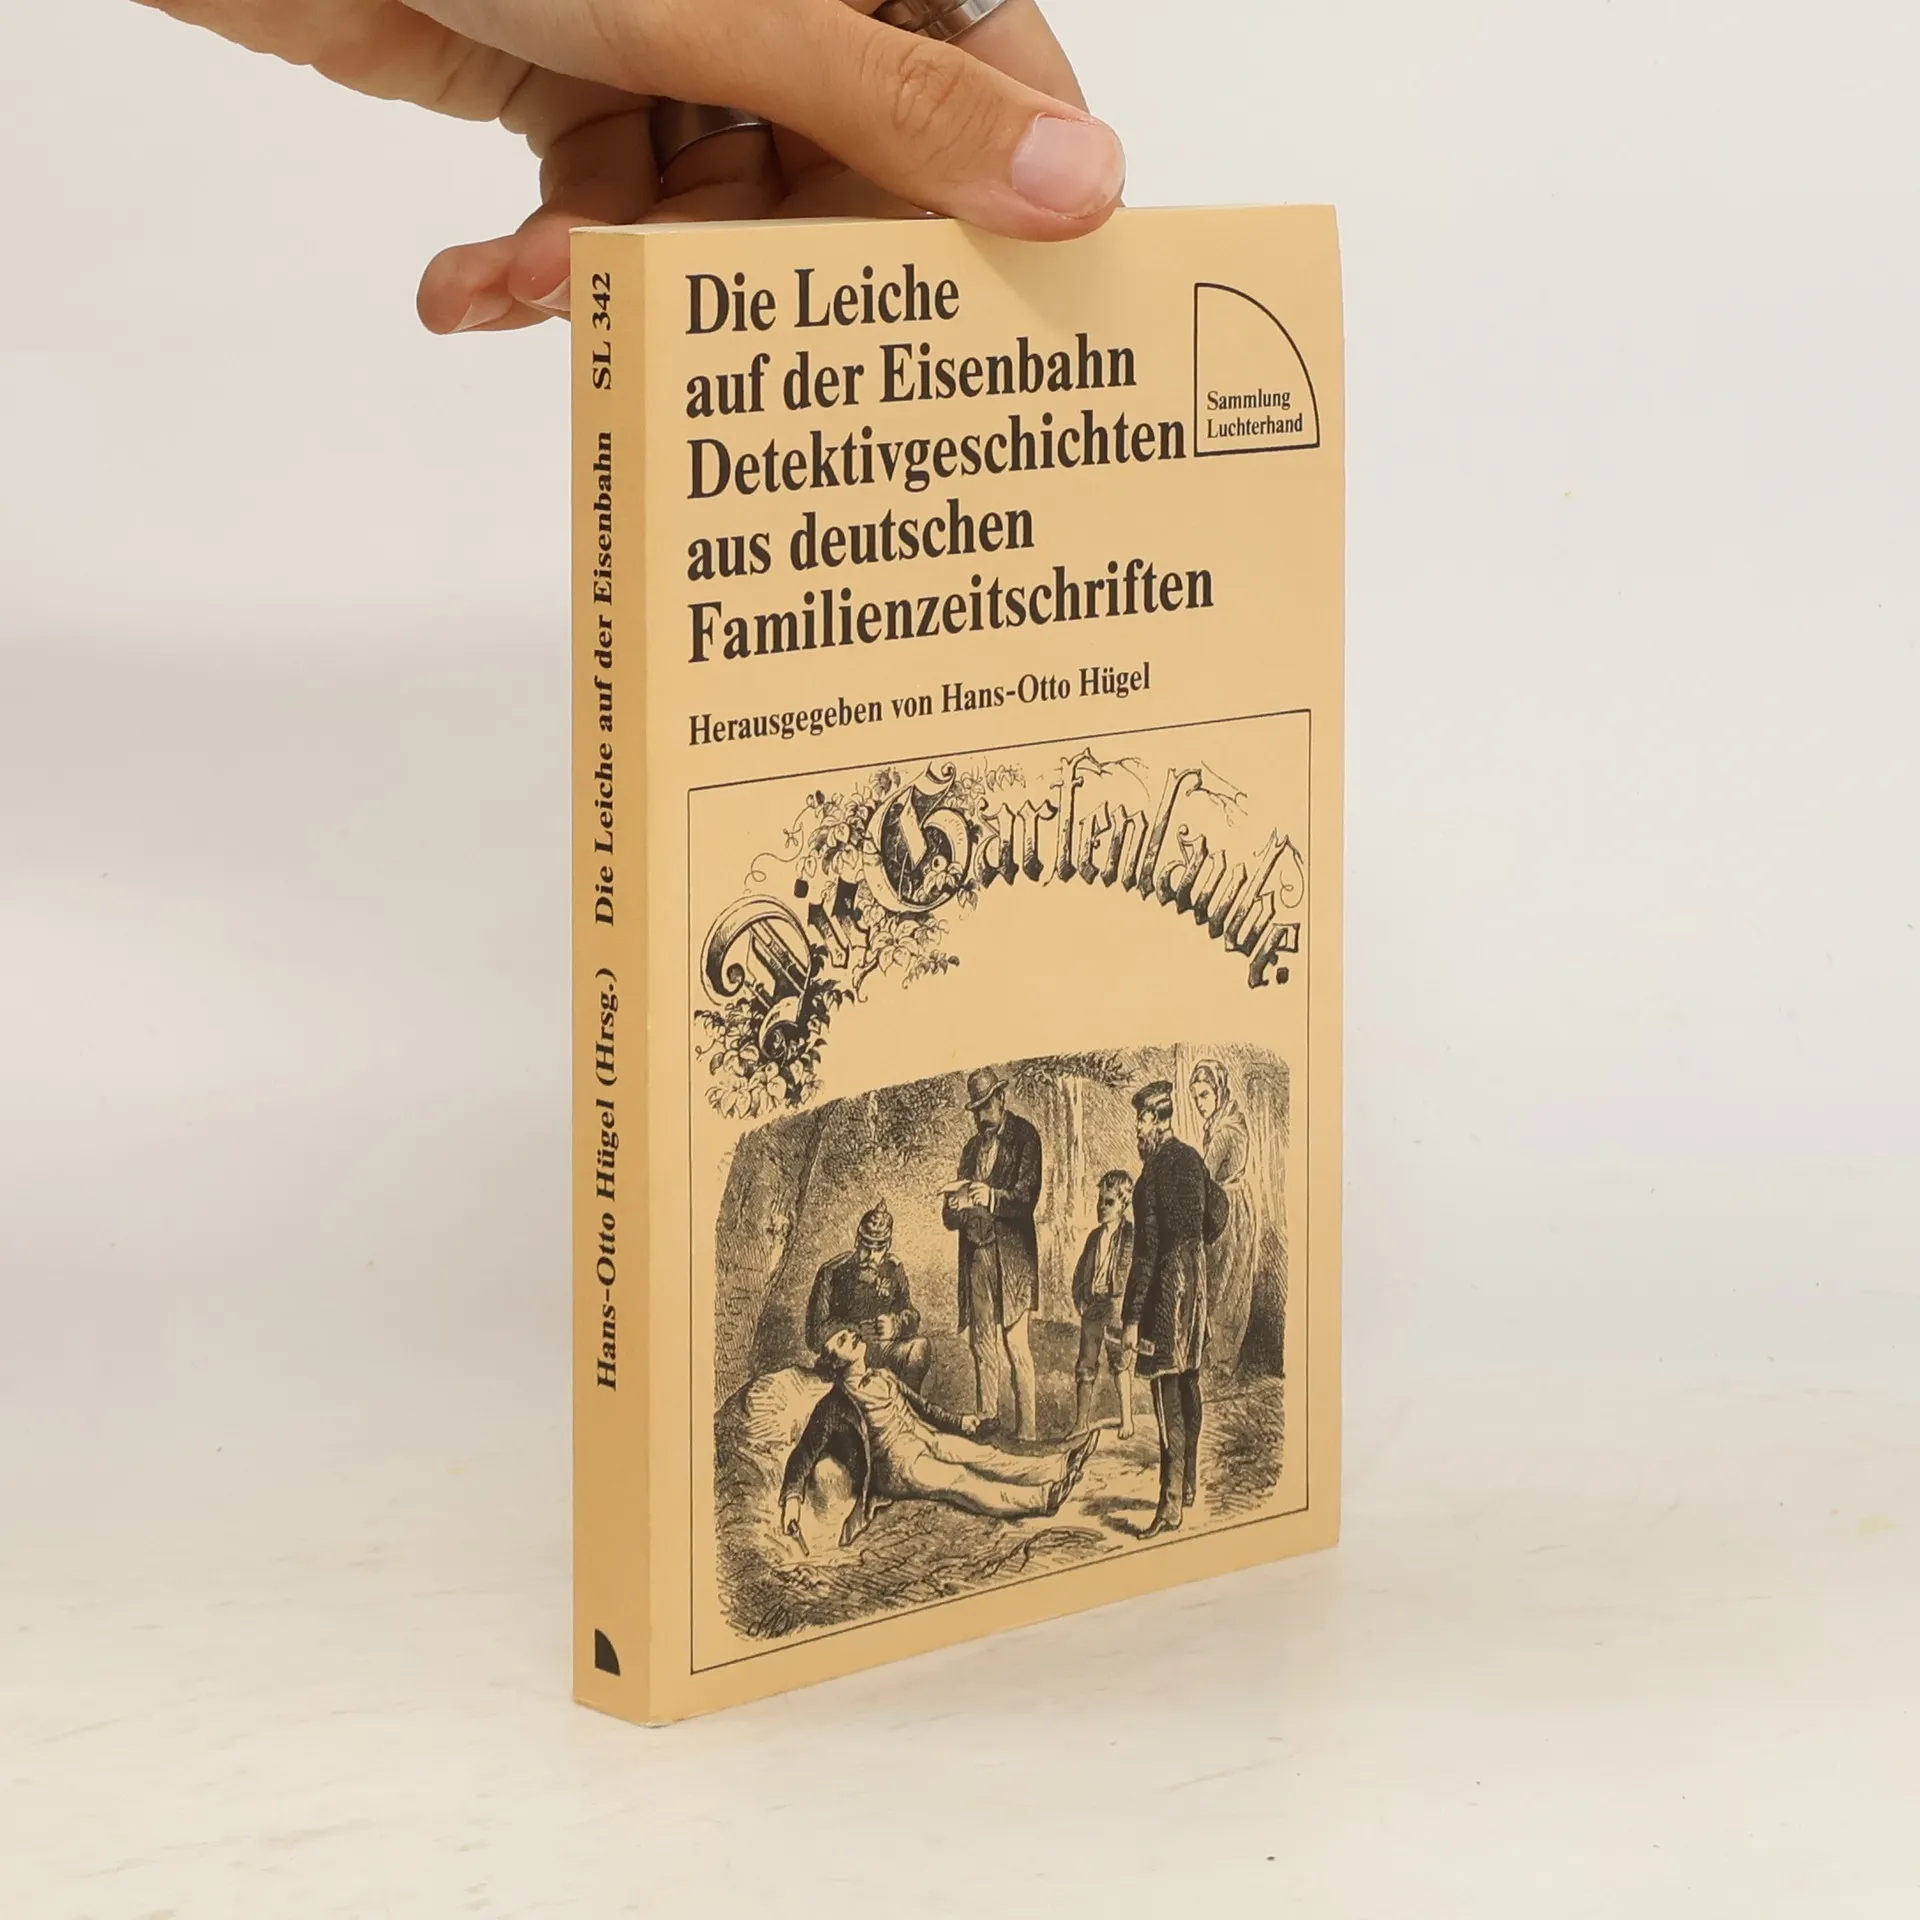 Die Leiche
auf der Eisenbahn
Detektivgeschichten
aus deutschen
Familienzeitschriften
Sammlung
Luchterhand
Herausgegeben von Hans-Otto Hügel
Die Gartenlaube.
Hans-Otto Hügel (Hrsg.) Die Leiche auf der Eisenbahn SL 342